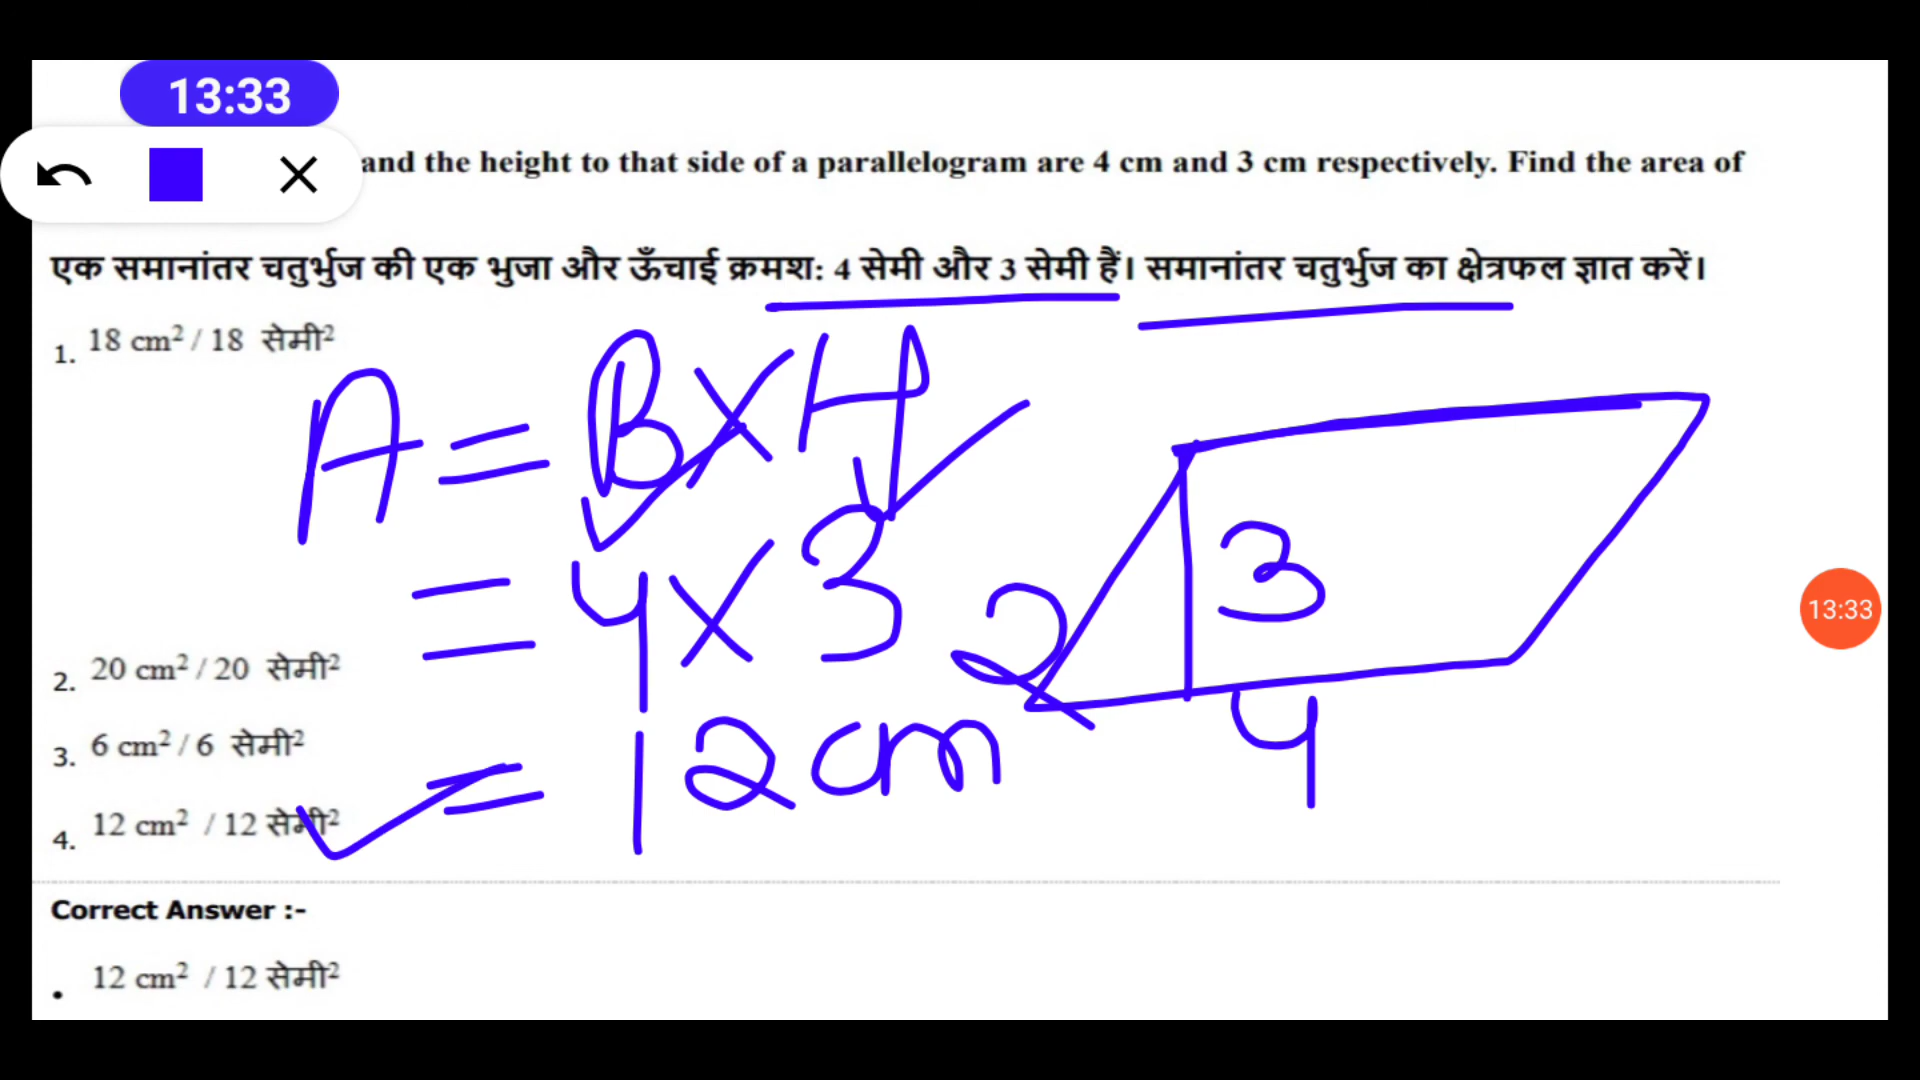 13:33
and the height to that side of a parallelogram are 4 cm and 3 cm respectively. Find the area of
एक समानांतर चतुर्भुज की एक भुजा और ऊँचाई क्रमश: 4 सेमी और 3 सेमी हैं। समानांतर चतुर्भुज का क्षेत्रफल ज्ञात करें।
1. 18 cm² / 18 सेमी²
A = B × H
= 4 × 3
3
13:33
2. 20 cm² / 20 सेमी²
3. 6 cm² / 6 सेमी²
= 12 cm²
4
4. 12 cm² / 12 सेमी²
Correct Answer :-
• 12 cm² / 12 सेमी²